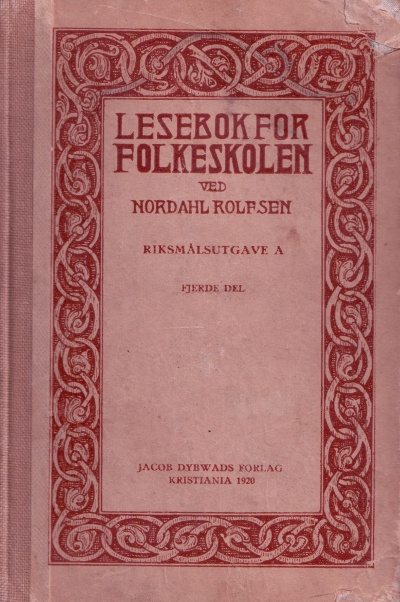 LESEBOK FOR
FOLKESKOLEN
VED
NORDAHL ROLFSEN
RIKSMÅLSUTGAVE A
FJERDE DEL
JACOB DYBWADS FORLAG
KRISTIANIA 1920